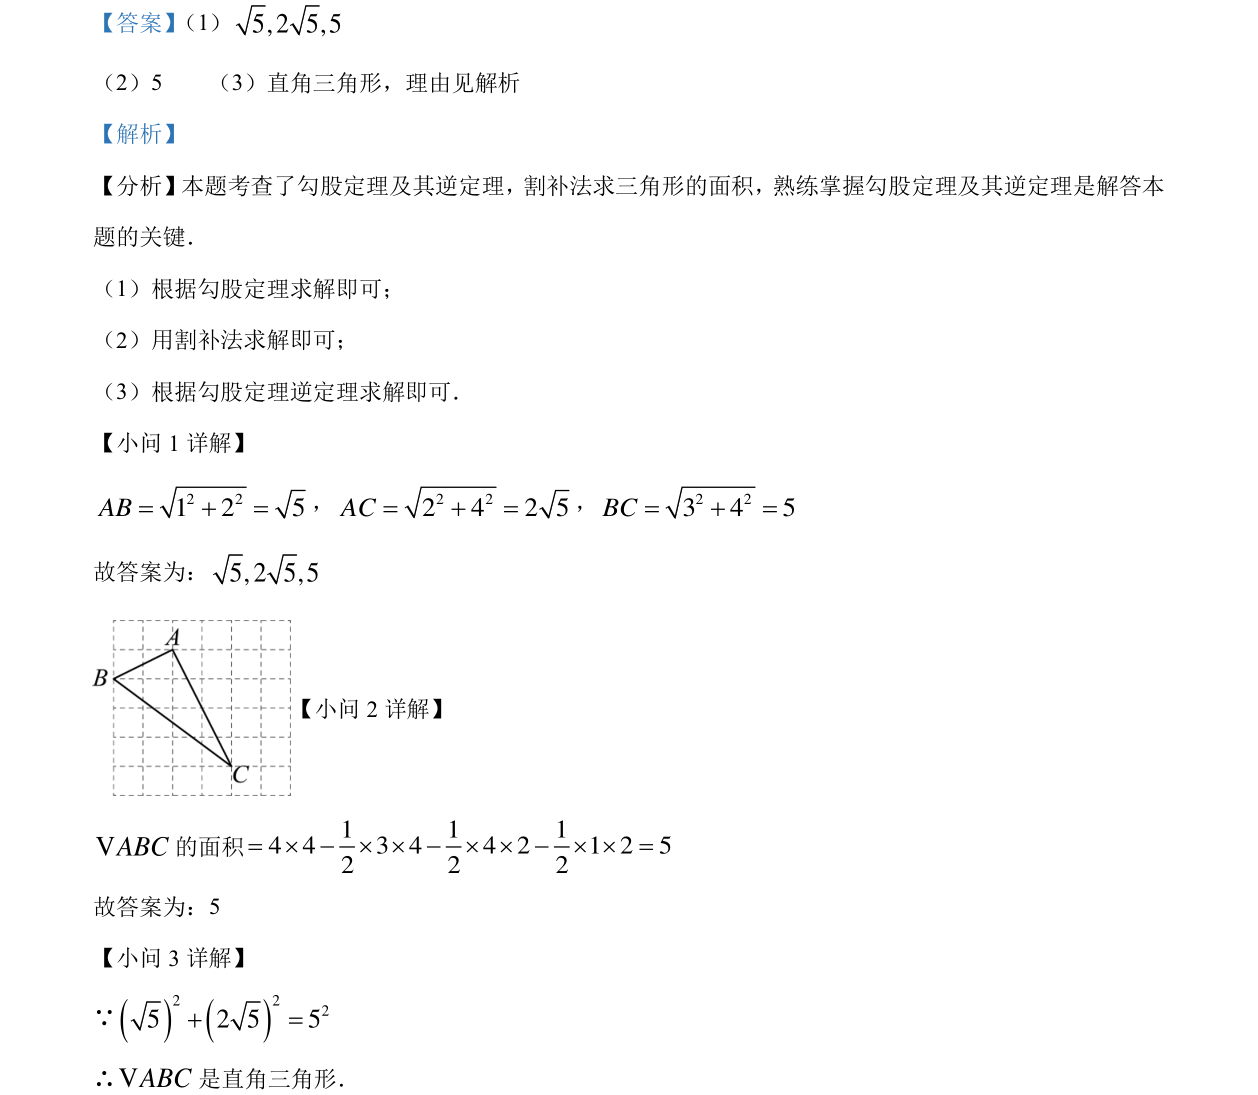 【答案】（1）√5,2√5,5
（2）5 （3）直角三角形，理由见解析
【解析】
【分析】本题考查了勾股定理及其逆定理，割补法求三角形的面积，熟练掌握勾股定理及其逆定理是解答本
题的关键．
（1）根据勾股定理求解即可；
（2）用割补法求解即可；
（3）根据勾股定理逆定理求解即可．
【小问 1 详解】
AB=√(1²+2²)=√5，AC=√(2²+4²)=2√5，BC=√(3²+4²)=5
故答案为：√5,2√5,5
A
B
【小问 2 详解】
C
VABC 的面积=4×4−1/2×3×4−1/2×4×2−1/2×1×2=5
故答案为：5
【小问 3 详解】
∵(√5)²+(2√5)²=5²
∴VABC 是直角三角形．